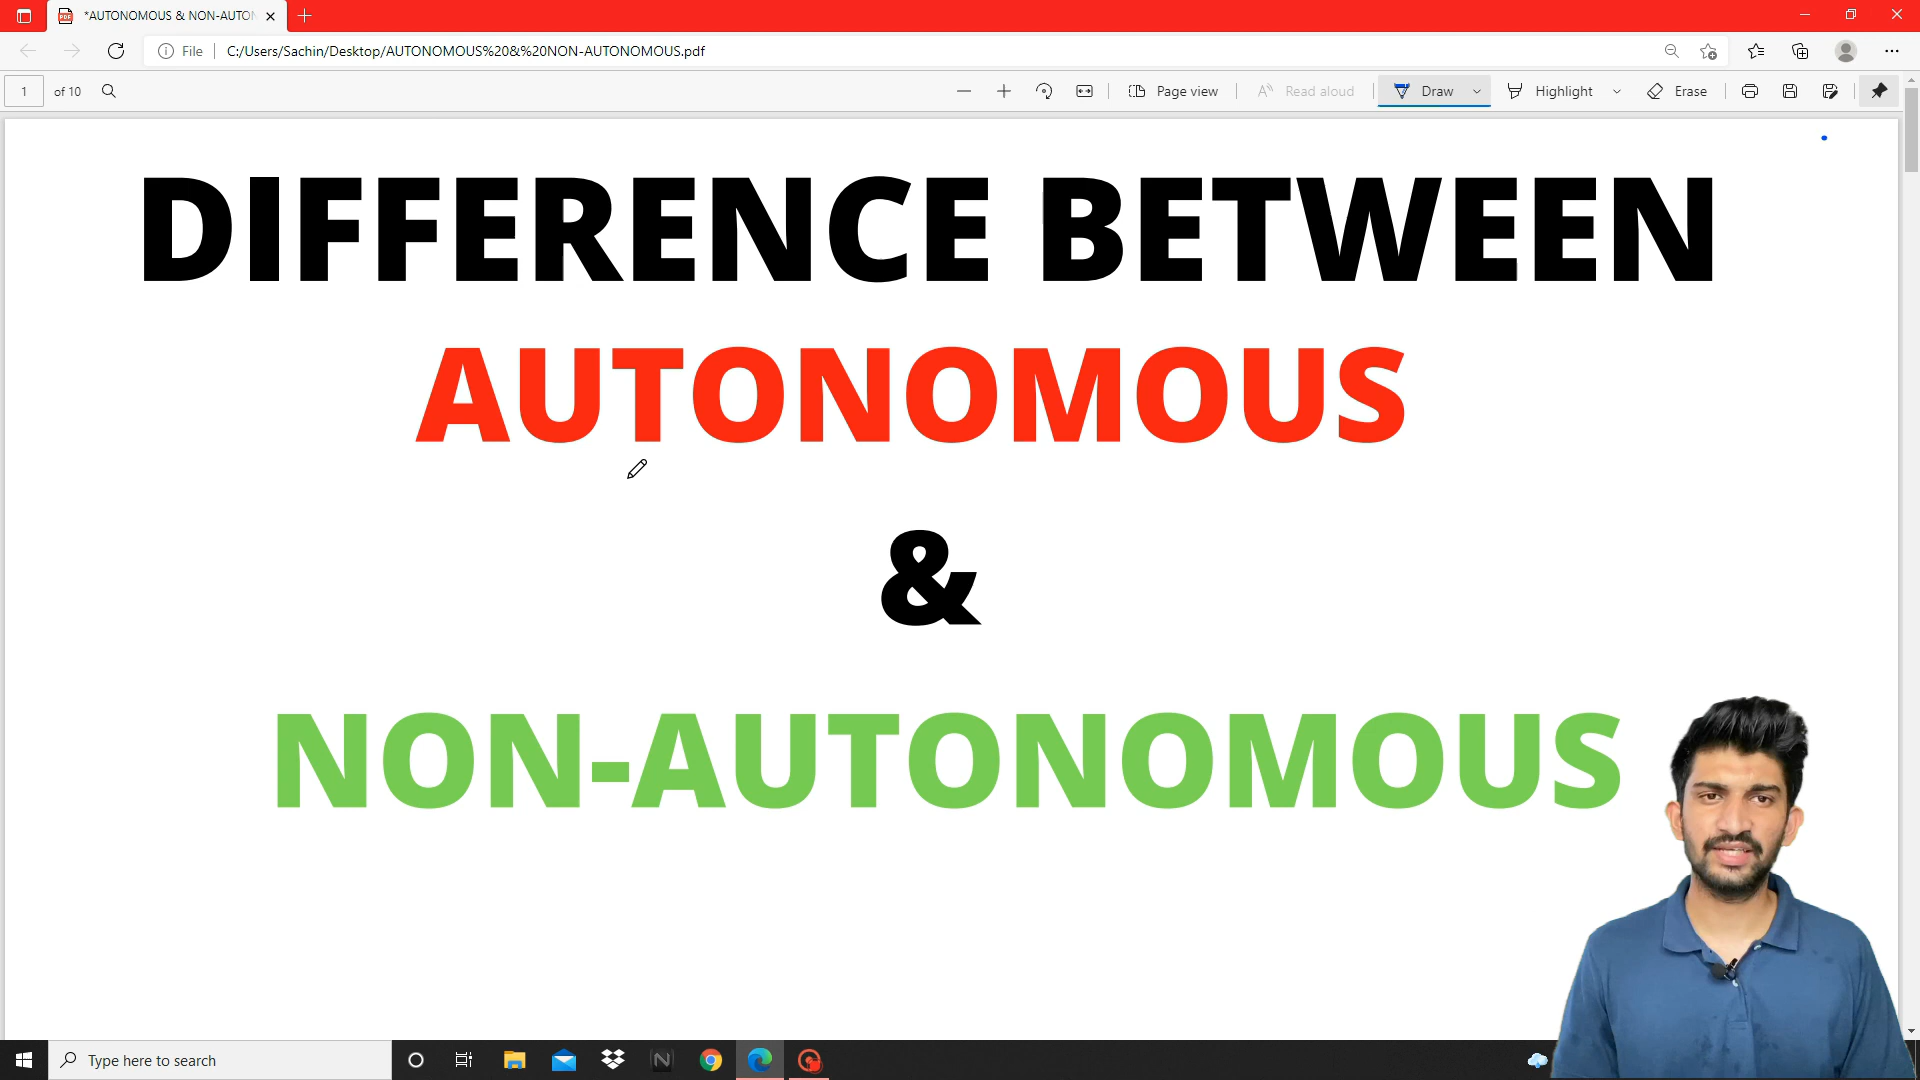 *AUTONOMOUS & NON-AUTON
File
C:/Users/Sachin/Desktop/AUTONOMOUS%20&%20NON-AUTONOMOUS.pdf
1 of 10
Page view
Read aloud
Draw
Highlight
Erase
DIFFERENCE BETWEEN
AUTONOMOUS
&
NON-AUTONOMOUS
Type here to search